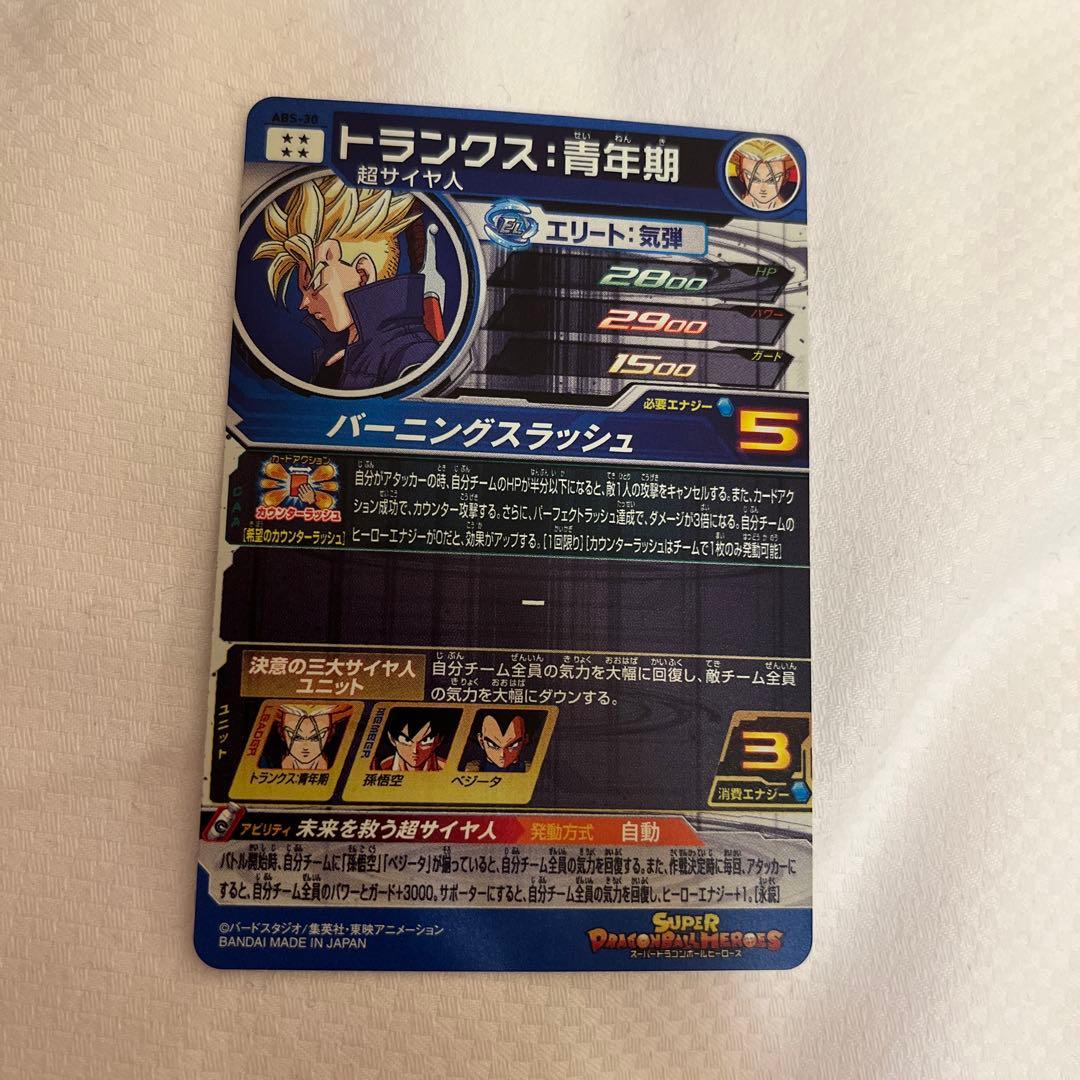 ABS-30
トランクス:青年期
超サイヤ人
EL エリート:気弾
2800 HP
2900 パワー
1500 ガード
必要エナジー 5
バーニングスラッシュ
カードアクション
カウンターラッシュ
CAA
[希望のカウンターラッシュ]
自分がアタッカーの時、自分チームのHPが半分以下になると、敵1人の攻撃をキャンセルする。また、カードアク
ション成功で、カウンター攻撃する。さらに、パーフェクトラッシュ達成で、ダメージが3倍になる。自分チームの
ヒーローエナジーが0だと、効果がアップする。[1回限り][カウンターラッシュはチームで1枚のみ発動可能]
ー
ユニット
決意の三大サイヤ人
ユニット
自分チーム全員の気力を大幅に回復し、敵チーム全員
の気力を大幅にダウンする。
LEADER
トランクス:青年期
MEMBER
孫悟空
ベジータ
3
消費エナジー
アビリティ 未来を救う超サイヤ人 発動方式 自動
バトル開始時、自分チームに「孫悟空」「ベジータ」が揃っていると、自分チーム全員の気力を回復する。また、作戦決定時に毎回、アタッカーに
すると、自分チーム全員のパワーとガード+3000。サポーターにすると、自分チーム全員の気力を回復し、ヒーローエナジー+1。[永続]
©バードスタジオ/集英社・東映アニメーション
BANDAI MADE IN JAPAN
SUPER
DRAGONBALL HEROES
スーパードラゴンボールヒーローズ